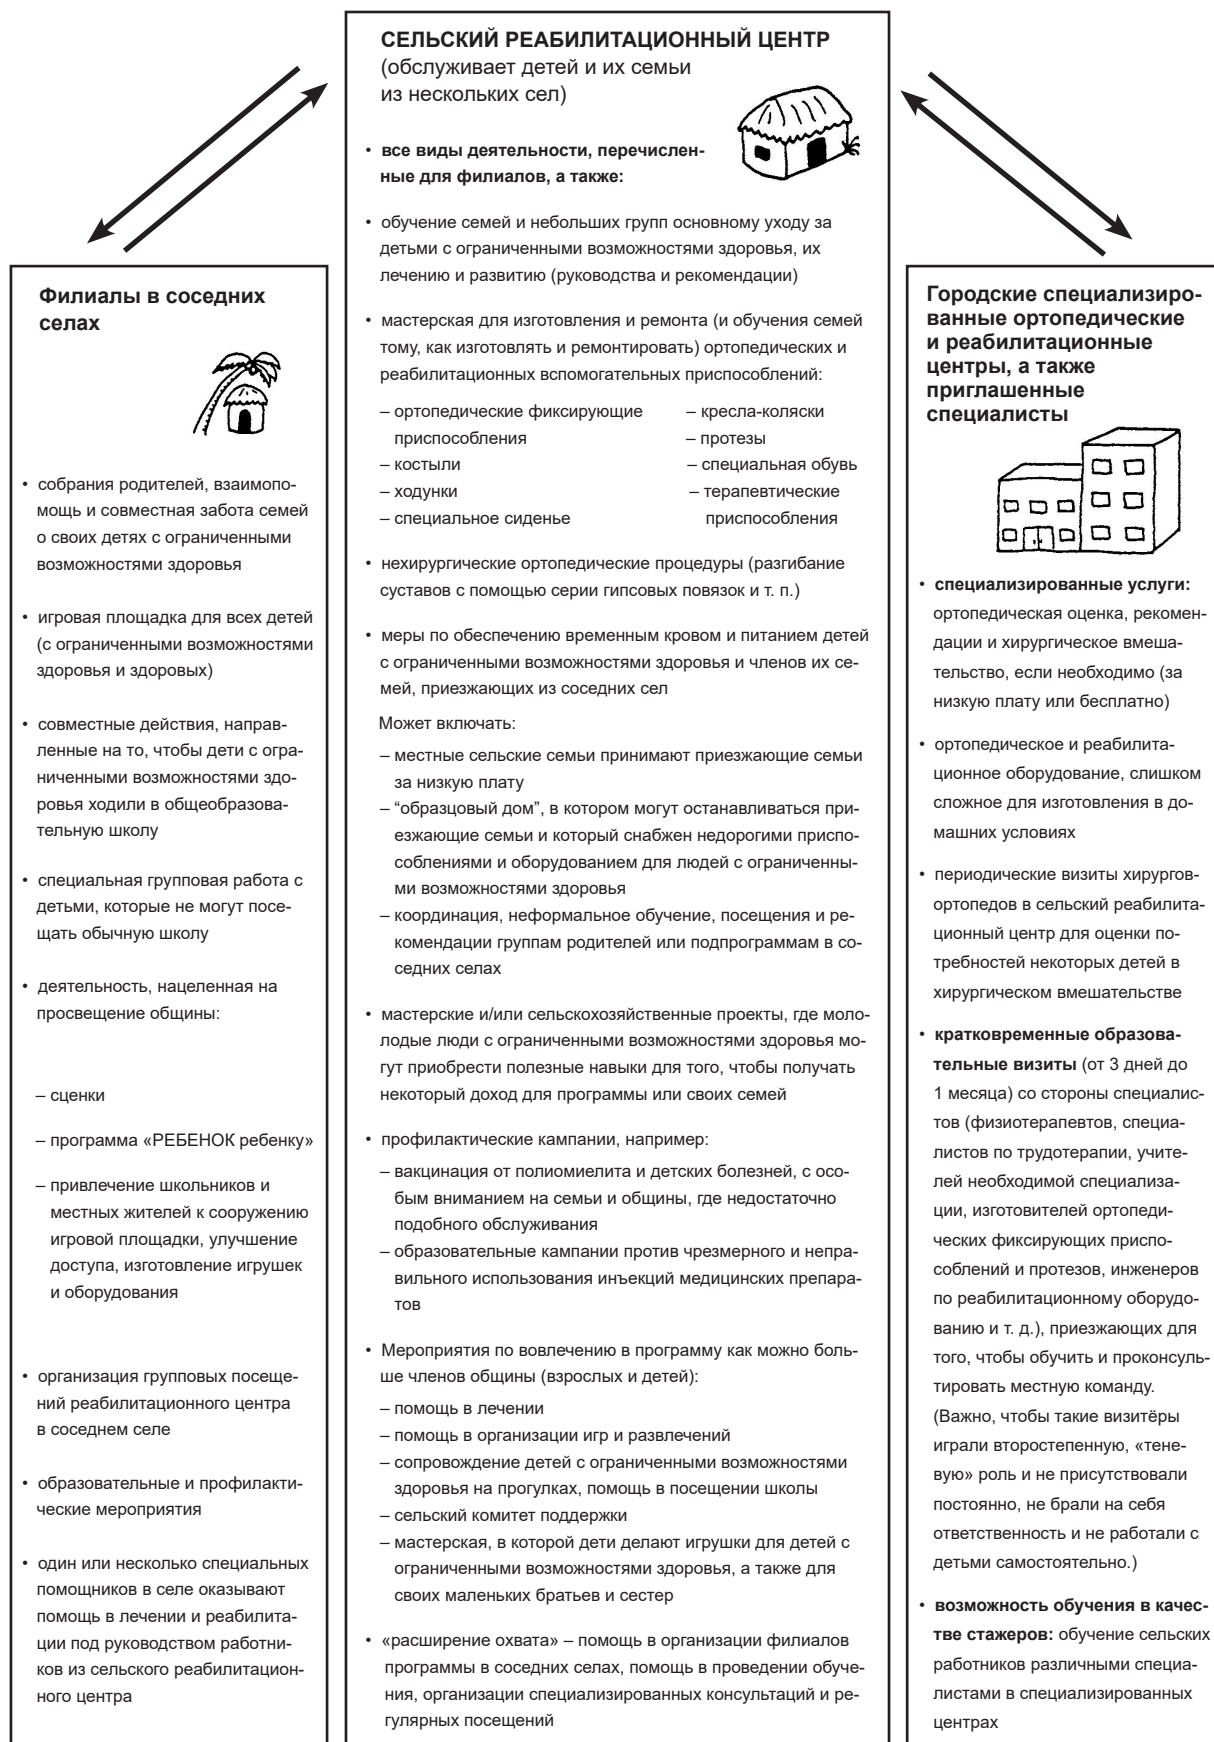 СЕЛЬСКИЙ РЕАБИЛИТАЦИОННЫЙ ЦЕНТР
(обслуживает детей и их семьи
из нескольких сел)
• все виды деятельности, перечислен-
ные для филиалов, а также:
• обучение семей и небольших групп основному уходу за
детьми с ограниченными возможностями здоровья, их
лечению и развитию (руководства и рекомендации)
• мастерская для изготовления и ремонта (и обучения семей
тому, как изготовлять и ремонтировать) ортопедических и
реабилитационных вспомогательных приспособлений:
– ортопедические фиксирующие
приспособления
– костыли
– ходунки
– специальное сиденье
– кресла-коляски
– протезы
– специальная обувь
– терапевтические
приспособления
• нехирургические ортопедические процедуры (разгибание
суставов с помощью серии гипсовых повязок и т. п.)
• меры по обеспечению временным кровом и питанием детей
с ограниченными возможностями здоровья и членов их се-
мей, приезжающих из соседних сел
Может включать:
– местные сельские семьи принимают приезжающие семьи
за низкую плату
– “образцовый дом”, в котором могут останавливаться при-
езжающие семьи и который снабжен недорогими приспо-
соблениями и оборудованием для людей с ограниченны-
ми возможностями здоровья
– координация, неформальное обучение, посещения и ре-
комендации группам родителей или подпрограммам в со-
седних селах
• мастерские и/или сельскохозяйственные проекты, где моло-
лодые люди с ограниченными возможностями здоровья мо-
гут приобрести полезные навыки для того, чтобы получать
некоторый доход для программы или своих семей
• профилактические кампании, например:
– вакцинация от полиомиелита и детских болезней, с осо-
бым вниманием на семьи и общины, где недостаточно
подобного обслуживания
– образовательные кампании против чрезмерного и непра-
вильного использования инъекций медицинских препара-
тов
• Мероприятия по вовлечению в программу как можно боль-
ше членов общины (взрослых и детей):
– помощь в лечении
– помощь в организации игр и развлечений
– сопровождение детей с ограниченными возможностями
здоровья на прогулках, помощь в посещении школы
– сельский комитет поддержки
– мастерская, в которой дети делают игрушки для детей с
ограниченными возможностями здоровья, а также для
своих маленьких братьев и сестер
• «расширение охвата» – помощь в организации филиалов
программы в соседних селах, помощь в проведении обуче-
ния, организации специализированных консультаций и ре-
гулярных посещений
Филиалы в соседних
селах
• собрания родителей, взаимопо-
мощь и совместная забота семей
о своих детях с ограниченными
возможностями здоровья
• игровая площадка для всех детей
(с ограниченными возможностями
здоровья и здоровых)
• совместные действия, направ-
ленные на то, чтобы дети с огра-
ниченными возможностями здо-
ровья ходили в общеобразова-
тельную школу
• специальная групповая работа с
детьми, которые не могут посе-
щать обычную школу
• деятельность, нацеленная на
просвещение общины:
– сценки
– программа «РЕБЕНОК ребенку»
– привлечение школьников и
местных жителей к сооружению
игровой площадки, улучшение
доступа, изготовление игрушек
и оборудования
• организация групповых посеще-
ний реабилитационного центра
в соседнем селе
• образовательные и профилакти-
ческие мероприятия
• один или несколько специальных
помощников в селе оказывают
помощь в лечении и реабилита-
ции под руководством работни-
ков из сельского реабилитацион-
ного центра
Городские специализиро-
ванные ортопедические
и реабилитационные
центры, а также
приглашенные
специалисты
• специализированные услуги:
ортопедическая оценка, рекомен-
дации и хирургическое вмеша-
тельство, если необходимо (за
низкую плату или бесплатно)
• ортопедическое и реабилита-
ционное оборудование, слишком
сложное для изготовления в до-
машних условиях
• периодические визиты хирургов-
ортопедов в сельский реабилита-
ционный центр для оценки по-
требностей некоторых детей в
хирургическом вмешательстве
• кратковременные образова-
тельные визиты (от 3 дней до
1 месяца) со стороны специалис-
тов (физиотерапевтов, специа-
листов по трудотерапии, учите-
лей необходимой специализа-
ции, изготовителей ортопеди-
ческих фиксирующих приспо-
соблений и протезов, инженеров
по реабилитационному оборудо-
ванию и т. д.), приезжающих для
того, чтобы обучить и проконсуль-
тировать местную команду.
(Важно, чтобы такие визитёры
играли второстепенную, «тене-
вую» роль и не присутствовали
постоянно, не брали на себя
ответственность и не работали с
детьми самостоятельно.)
• возможность обучения в качес-
тве стажеров: обучение сельских
работников различными специа-
листами в специализированных
центрах